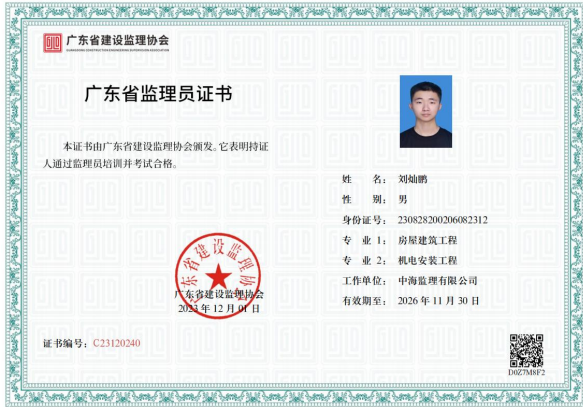 广东省建设监理协会
GUANGDONG CONSTRUCTION ENGINEERING SUPERVISION ASSOCIATION
广东省监理员证书
本证书由广东省建设监理协会颁发。它表明持证
人通过监理员培训并考试合格。
姓 名： 刘灿鹏
性 别： 男
身份证号： 230828200206082312
专 业 1： 房屋建筑工程
专 业 2： 机电安装工程
工作单位： 中海监理有限公司
有效期至： 2026 年 11 月 30 日
广东省建设监理协会
广东省建设监理协会
2023 年 12 月 01 日
证书编号： C23120240
D0Z7M8F2